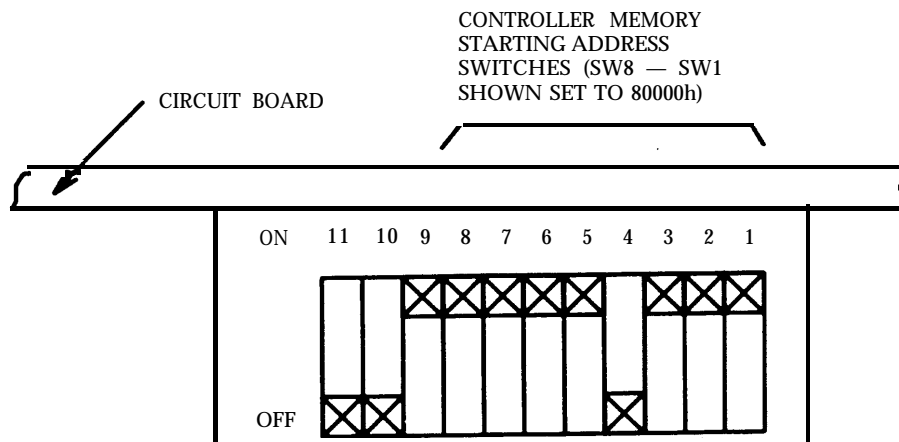 CONTROLLER MEMORY
STARTING ADDRESS
SWITCHES (SW8 — SW1
SHOWN SET TO 80000h)
CIRCUIT BOARD
ON 11 10 9 8 7 6 5 4 3 2 1
OFF